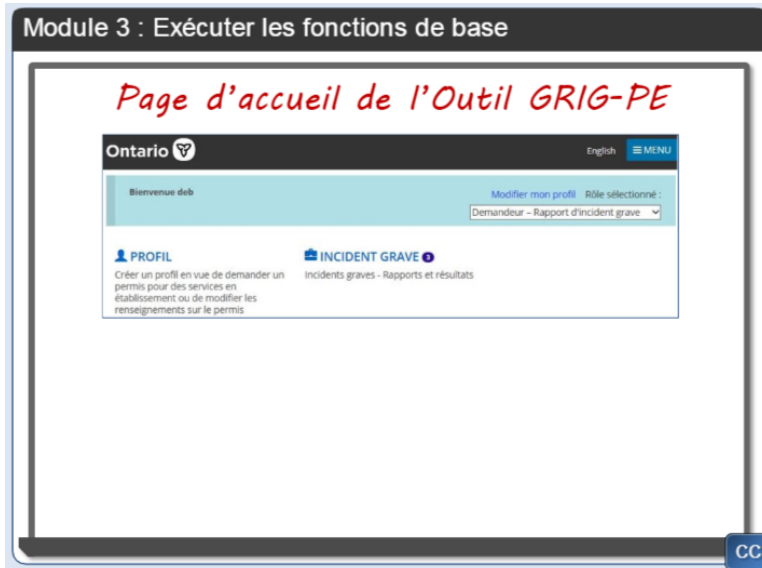 Module 3 : Exécuter les fonctions de base
Page d'accueil de l'Outil GRIG-PE
Ontario
English
MENU
Bienvenue deb
Modifier mon profil Rôle sélectionné :
Demandeur – Rapport d'incident grave
PROFIL
Créer un profil en vue de demander un
permis pour des services en
établissement ou de modifier les
renseignements sur le permis
INCIDENT GRAVE 3
Incidents graves - Rapports et résultats
CC